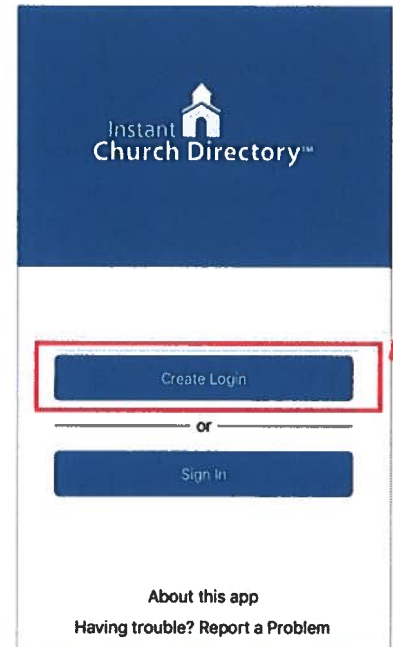 Instant
Church Directory™
Create Login
or
Sign In
About this app
Having trouble? Report a Problem